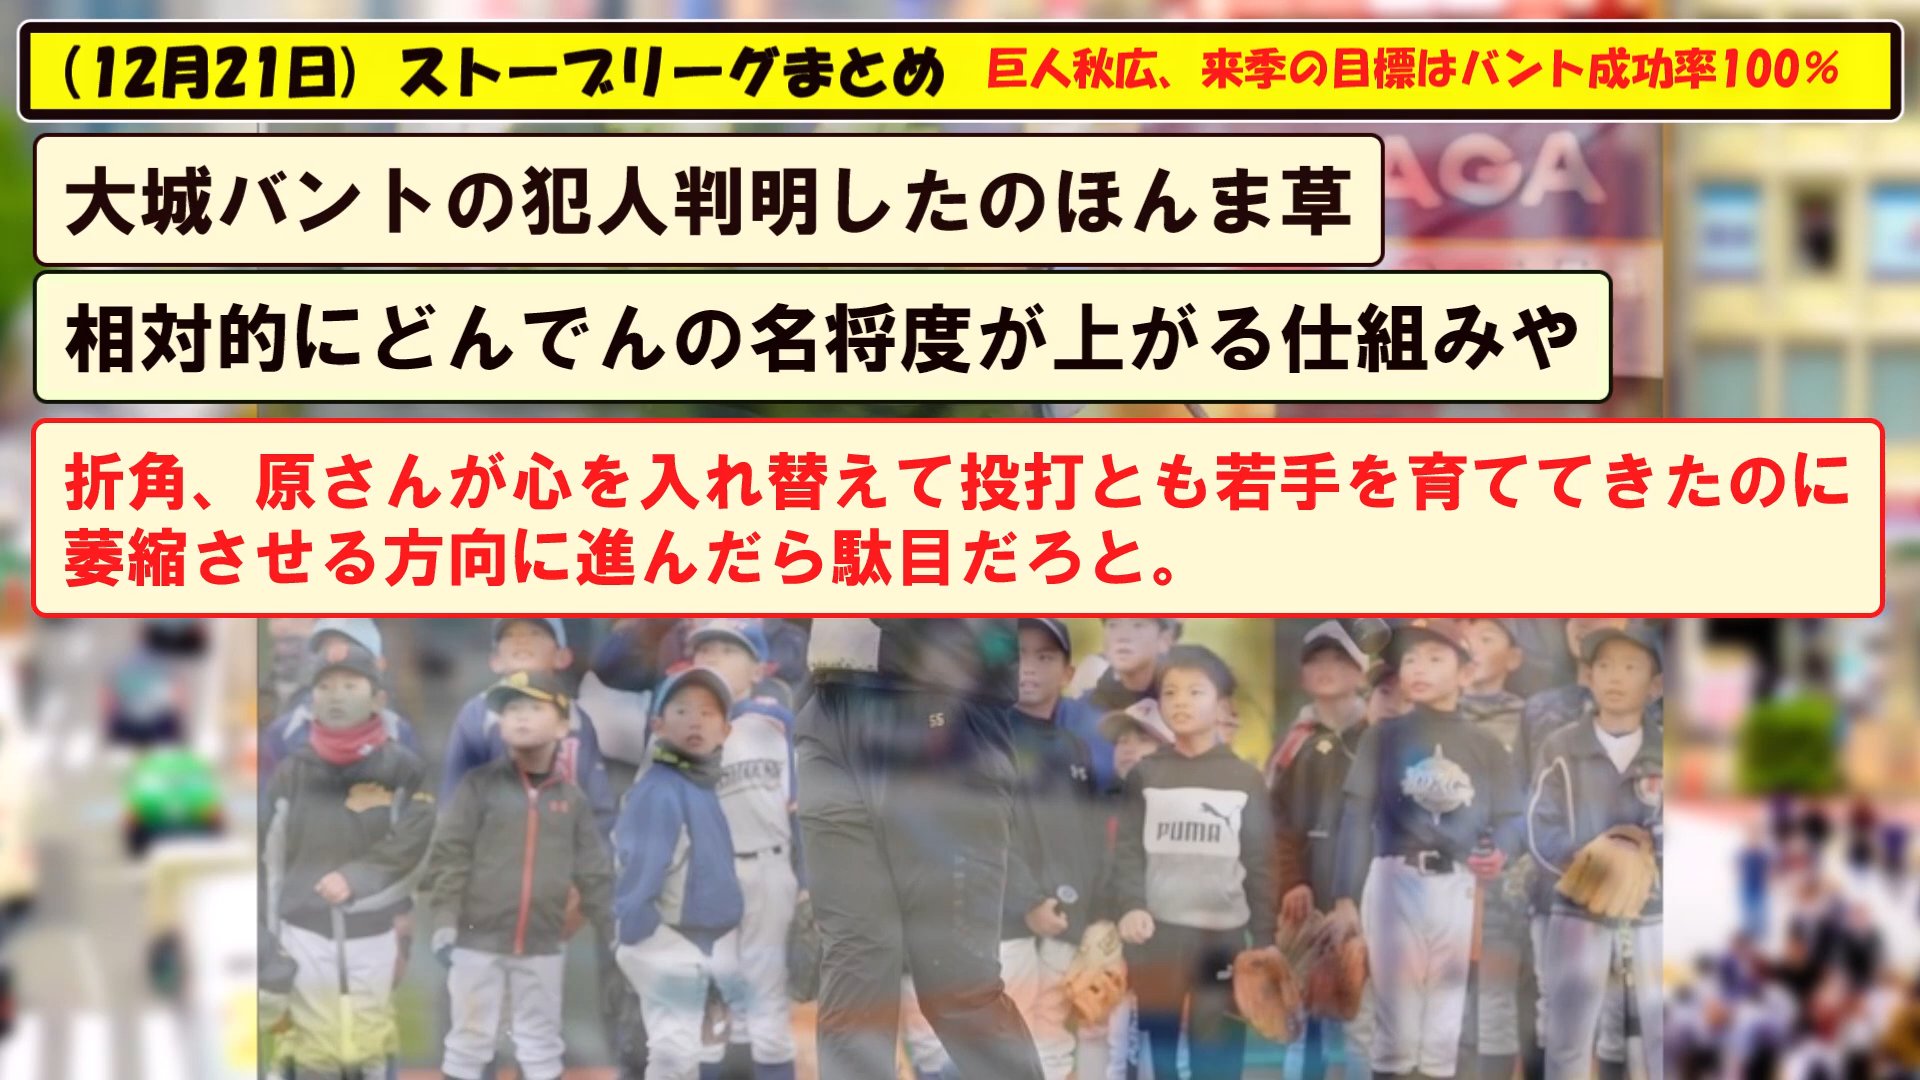 （12月21日）ストーブリーグまとめ 巨人秋広、来季の目標はバント成功率100％
AGA
大城バントの犯人判明したのほんま草
相対的にどんでんの名将度が上がる仕組みや
折角、原さんが心を入れ替えて投打とも若手を育ててきたのに
萎縮させる方向に進んだら駄目だろと。
55
PUMA